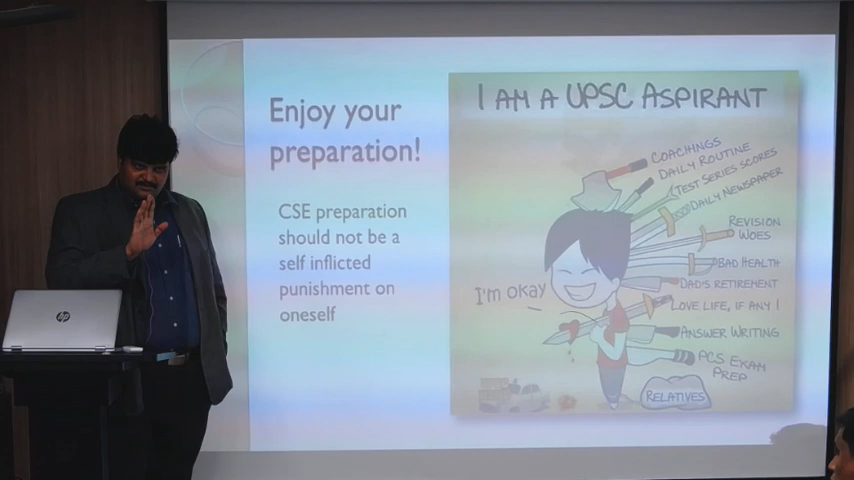 Enjoy your
preparation!
CSE preparation
should not be a
self inflicted
punishment on
oneself
I AM A UPSC ASPIRANT
COACHINGS
DAILY ROUTINE
TEST SERIES SCORES
DAILY NEWSPAPER
REVISION
WOES
BAD HEALTH
DAD'S RETIREMENT
LOVE LIFE, IF ANY!
ANSWER WRITING
PCS EXAM
PREP
RELATIVES
I'm okay
hp